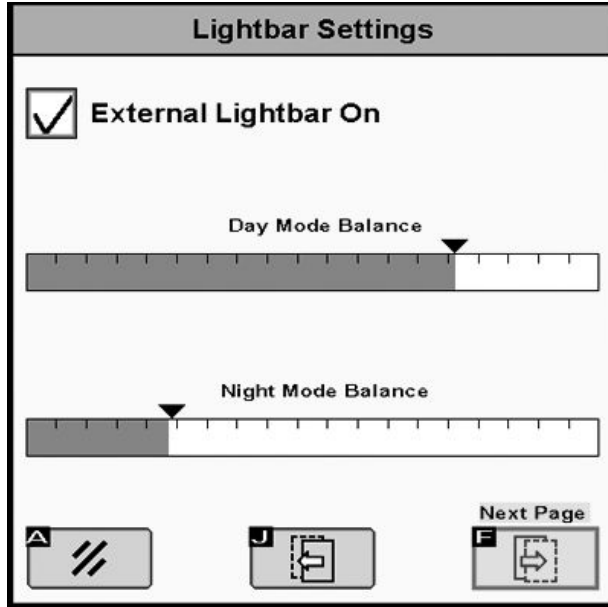 Lightbar Settings
External Lightbar On
Day Mode Balance
Night Mode Balance
Next Page
A
J
F